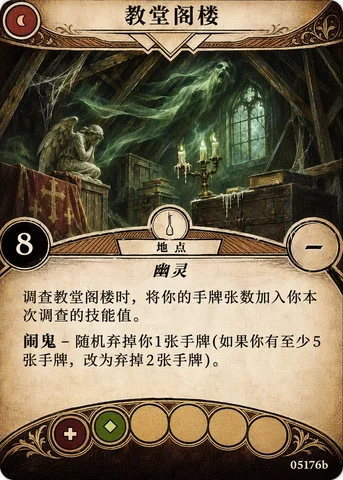 教堂阁楼
8
地点
–
幽灵
调查教堂阁楼时，将你的手牌张数加入你本
次调查的技能值。
闹鬼 – 随机弃掉你1张手牌(如果你有至少5
张手牌，改为弃掉2张手牌)。
05176b